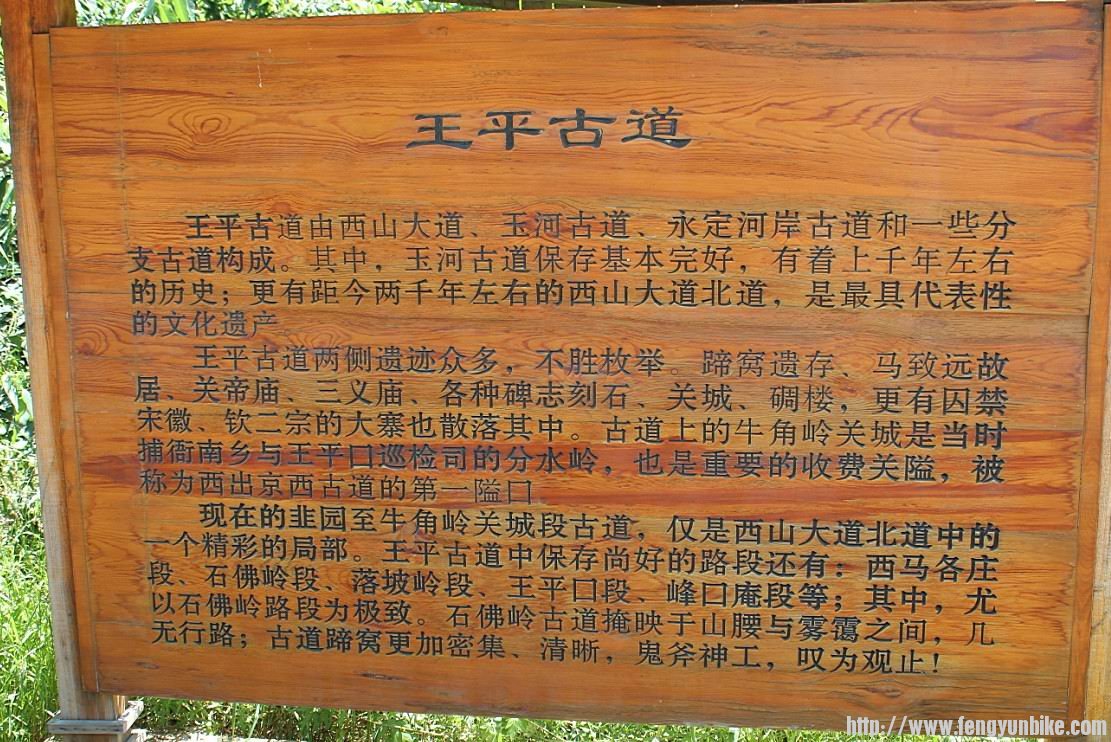 王平古道
王平古道由西山大道、玉河古道、永定河岸古道和一些分
支古道构成。其中，玉河古道保存基本完好，有着上千年左右
的历史；更有距今两千年左右的西山大道北道，是最具代表性
的文化遗产。
王平古道两侧遗迹众多，不胜枚举。蹄窝遗存、马致远故
居、关帝庙、三义庙、各种碑志刻石、关城、碉楼，更有囚禁
宋徽、钦二宗的大寨也散落其中。古道上的牛角岭关城是当时
捕衙南乡与王平口巡检司的分水岭，也是重要的收费关隘，被
称为西出京西古道的第一隘口
现在的韭园至牛角岭关城段古道，仅是西山大道北道中的
一个精彩的局部。王平古道中保存尚好的路段还有：西马各庄
段、石佛岭段、落坡岭段、王平口段、峰口庵段等；其中，尤
以石佛岭路段为极致。石佛岭古道掩映于山腰与雾霭之间，几
无行路；古道蹄窝更加密集、清晰，鬼斧神工，叹为观止！
http://www.fengyunbike.com